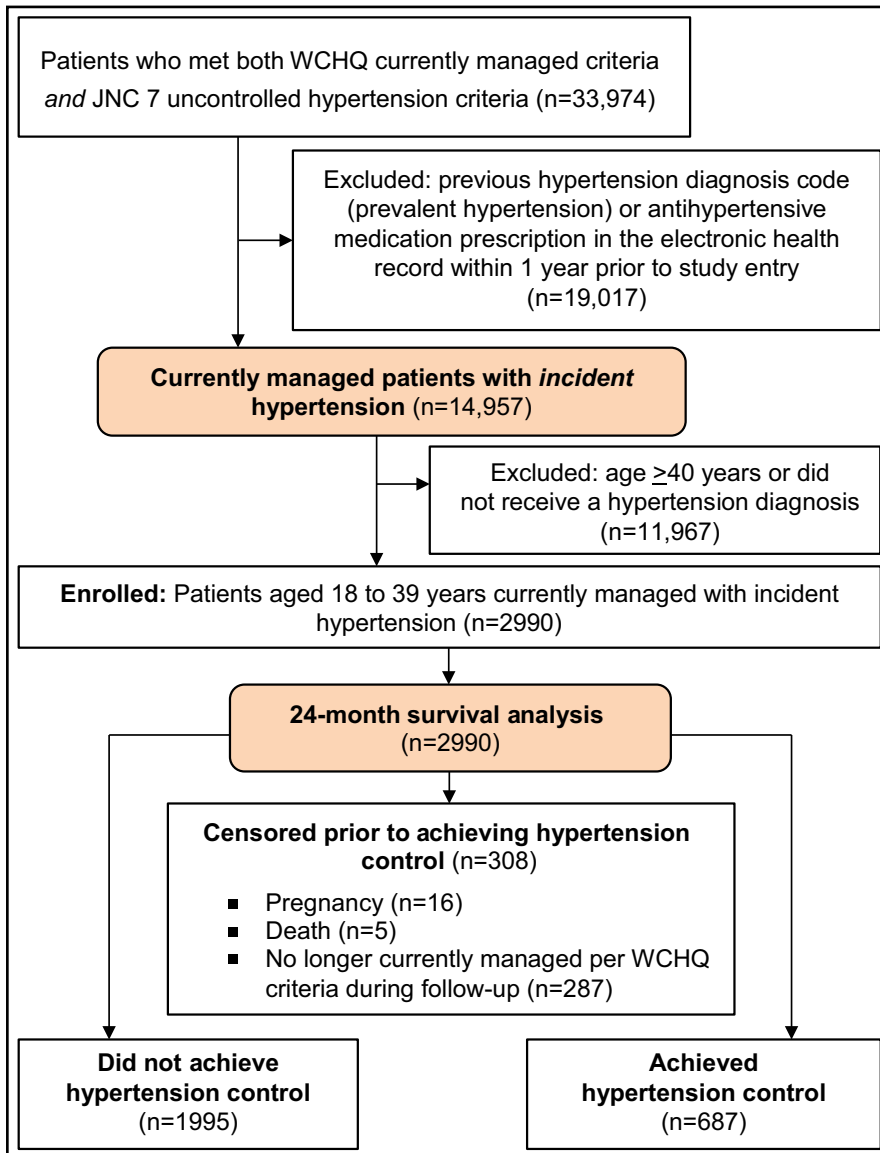 Patients who met both WCHQ currently managed criteria
and JNC 7 uncontrolled hypertension criteria (n=33,974)
Excluded: previous hypertension diagnosis code
(prevalent hypertension) or antihypertensive
medication prescription in the electronic health
record within 1 year prior to study entry
(n=19,017)
Currently managed patients with incident
hypertension (n=14,957)
Excluded: age ≥40 years or did
not receive a hypertension diagnosis
(n=11,967)
Enrolled: Patients aged 18 to 39 years currently managed with incident
hypertension (n=2990)
24-month survival analysis
(n=2990)
Censored prior to achieving hypertension
control (n=308)
▪ Pregnancy (n=16)
▪ Death (n=5)
▪ No longer currently managed per WCHQ
criteria during follow-up (n=287)
Did not achieve
hypertension control
(n=1995)
Achieved
hypertension control
(n=687)